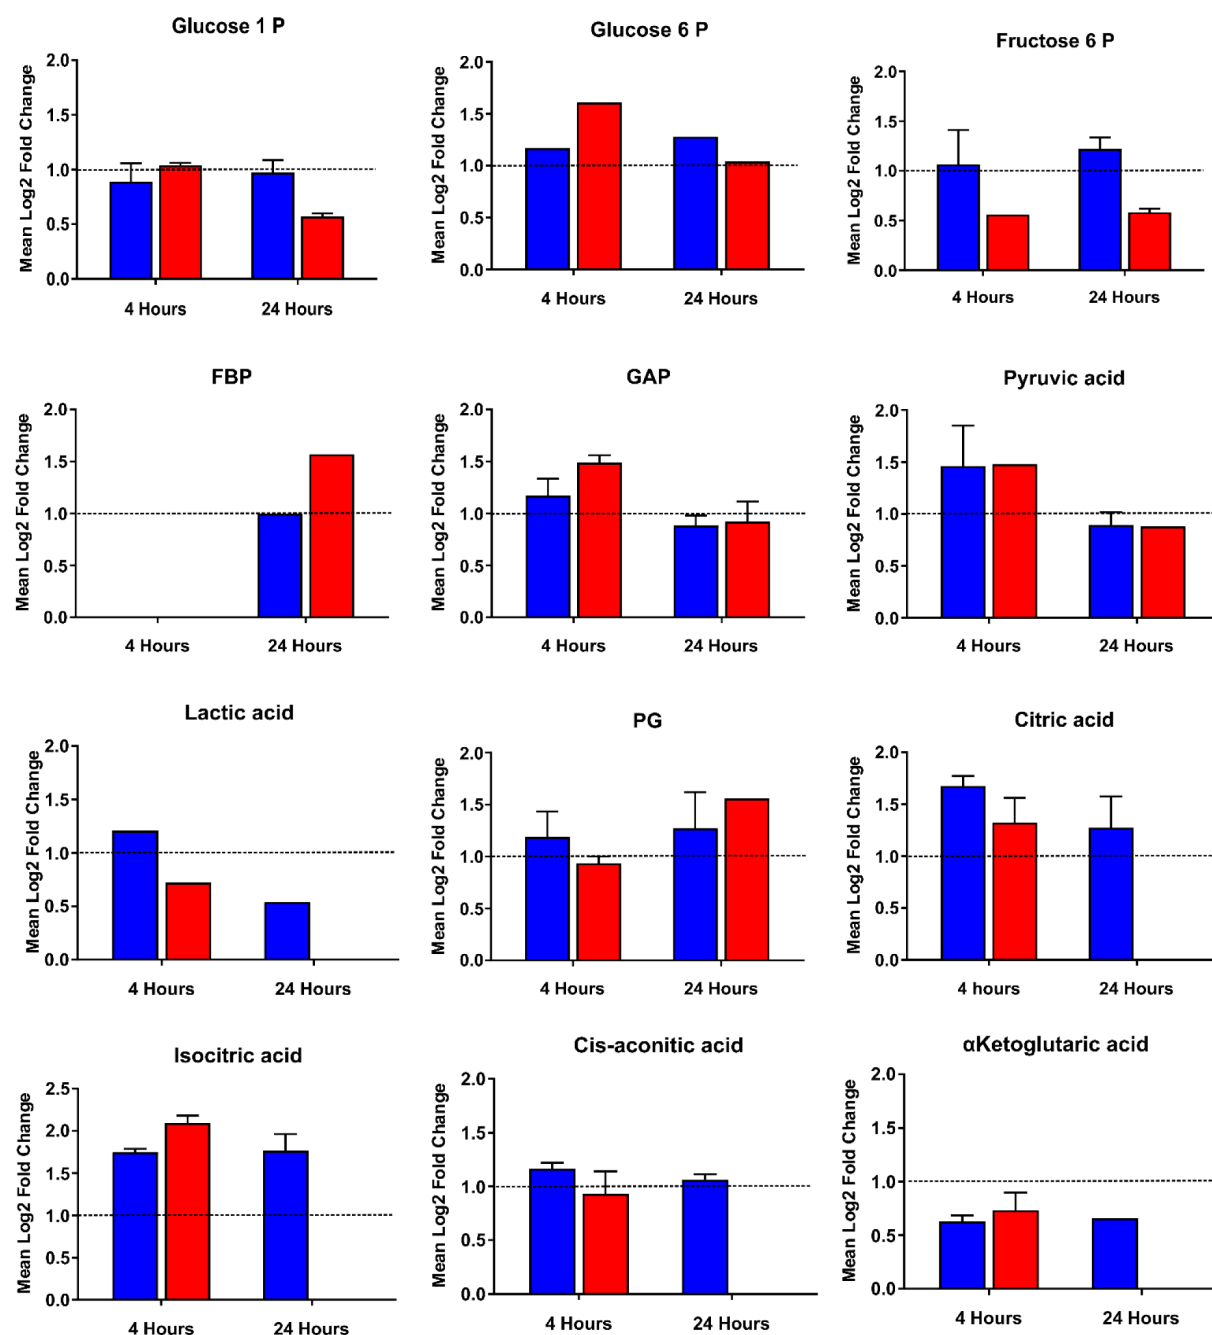 Glucose 1 P
Mean Log2 Fold Change
2.0
1.5
1.0
0.5
0.0
4 Hours 24 Hours
Glucose 6 P
Mean Log2 Fold Change
2.0
1.5
1.0
0.5
0.0
4 Hours 24 Hours
Fructose 6 P
Mean Log2 Fold Change
2.0
1.5
1.0
0.5
0.0
4 Hours 24 Hours
FBP
Mean Log2 Fold Change
2.0
1.5
1.0
0.5
0.0
4 Hours 24 Hours
GAP
Mean Log2 Fold Change
2.0
1.5
1.0
0.5
0.0
4 Hours 24 Hours
Pyruvic acid
Mean Log2 Fold Change
2.0
1.5
1.0
0.5
0.0
4 Hours 24 Hours
Lactic acid
Mean Log2 Fold Change
2.0
1.5
1.0
0.5
0.0
4 Hours 24 Hours
PG
Mean Log2 Fold Change
2.0
1.5
1.0
0.5
0.0
4 Hours 24 Hours
Citric acid
Mean Log2 Fold Change
2.0
1.5
1.0
0.5
0.0
4 hours 24 Hours
Isocitric acid
Mean Log2 Fold Change
2.5
2.0
1.5
1.0
0.5
0.0
4 Hours 24 Hours
Cis-aconitic acid
Mean Log2 Fold Change
2.0
1.5
1.0
0.5
0.0
4 Hours 24 Hours
αKetoglutaric acid
Mean Log2 Fold Change
2.0
1.5
1.0
0.5
0.0
4 Hours 24 Hours